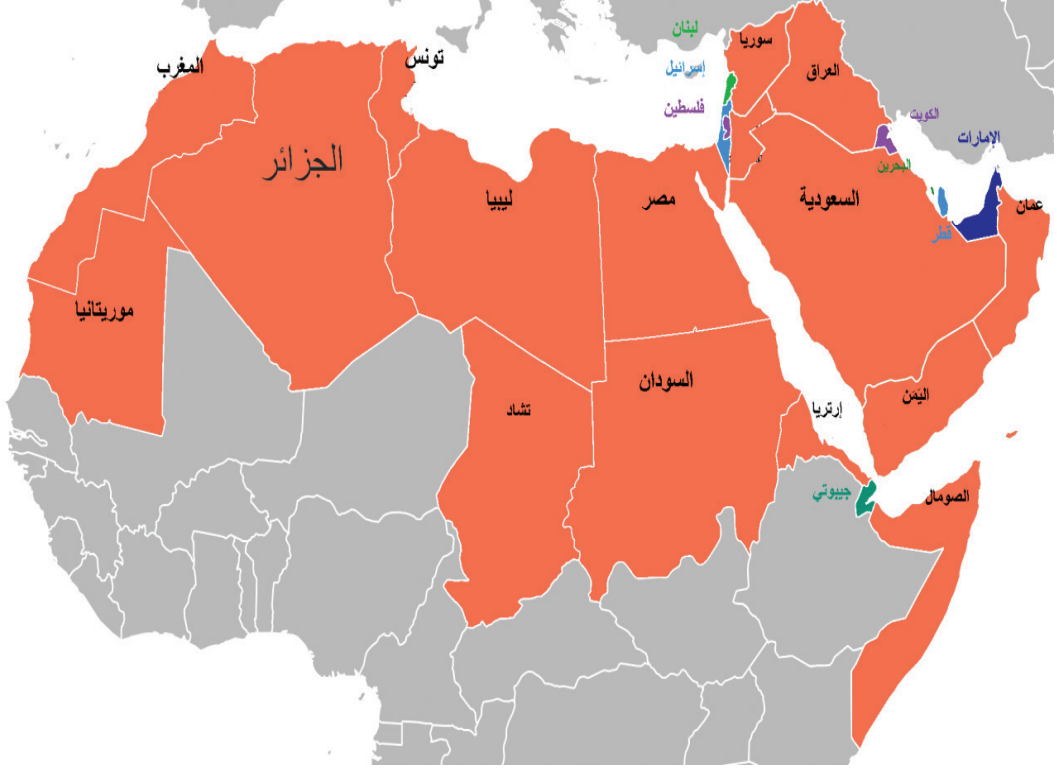 لبنان
سوريا
إسرائيل
فلسطين
العراق
المغرب
تونس
الكويت
الإمارات
البحرين
الجزائر
ليبيا
مصر
السعودية
عمان
قطر
موريتانيا
السودان
تشاد
إرتريا
اليَمَن
جيبوتي
الصومال